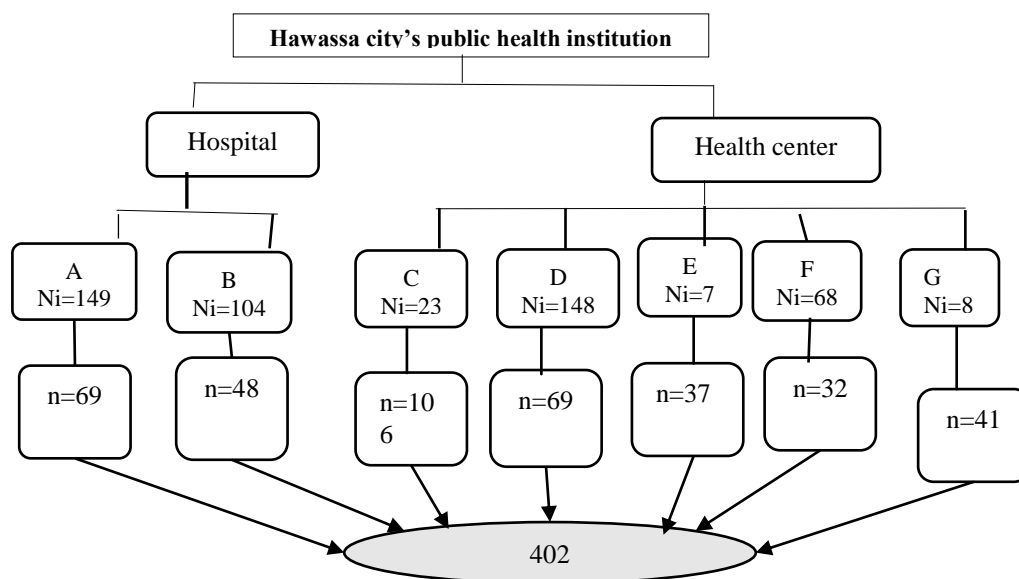 Hawassa city's public health institution
Hospital
Health center
A
Ni=149
B
Ni=104
C
Ni=23
D
Ni=148
E
Ni=7
F
Ni=68
G
Ni=8
n=69
n=48
n=10
6
n=69
n=37
n=32
n=41
402